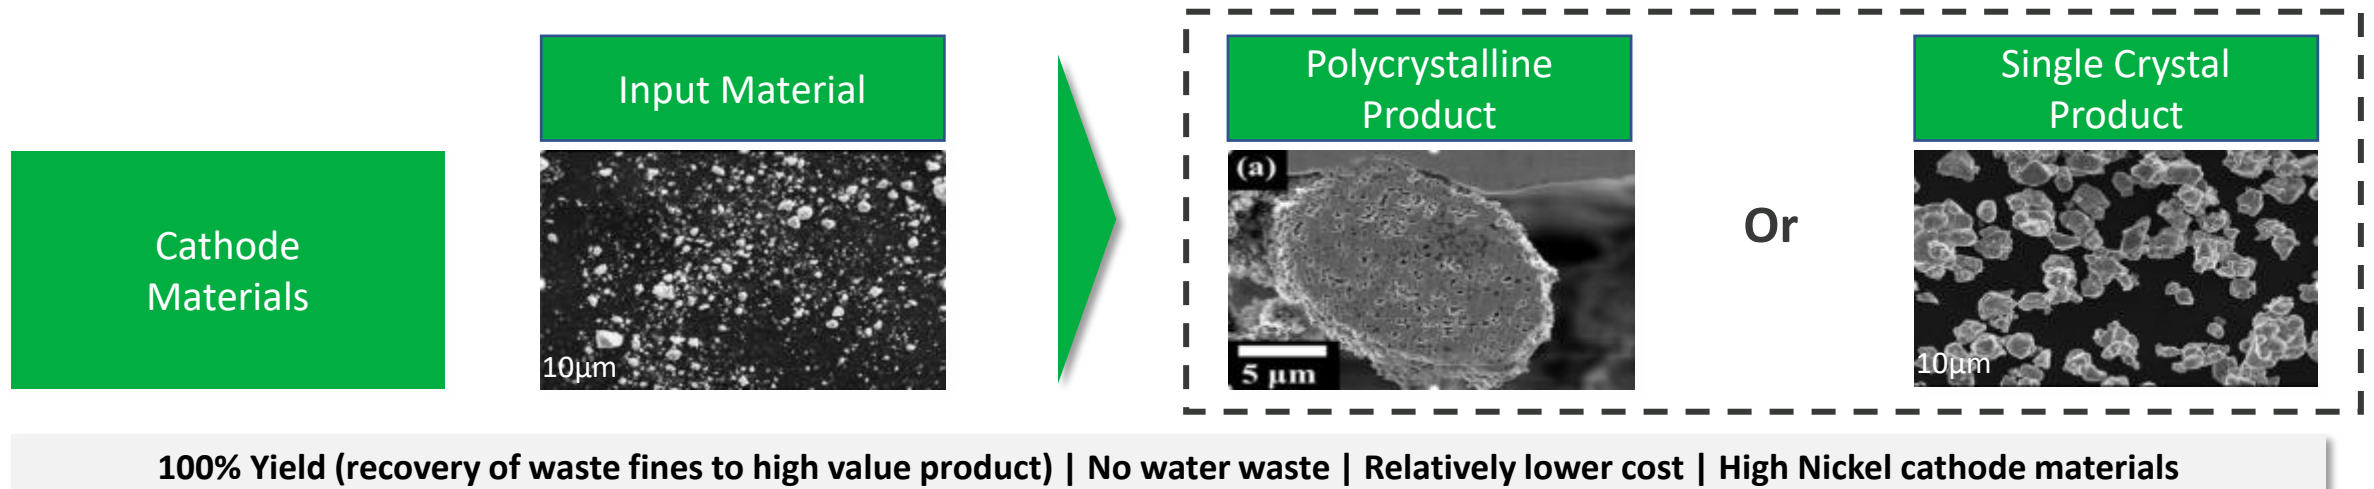 Input Material
Polycrystalline
Product
Single Crystal
Product
Cathode
Materials
10µm
(a)
5 µm
Or
10µm
100% Yield (recovery of waste fines to high value product) | No water waste | Relatively lower cost | High Nickel cathode materials